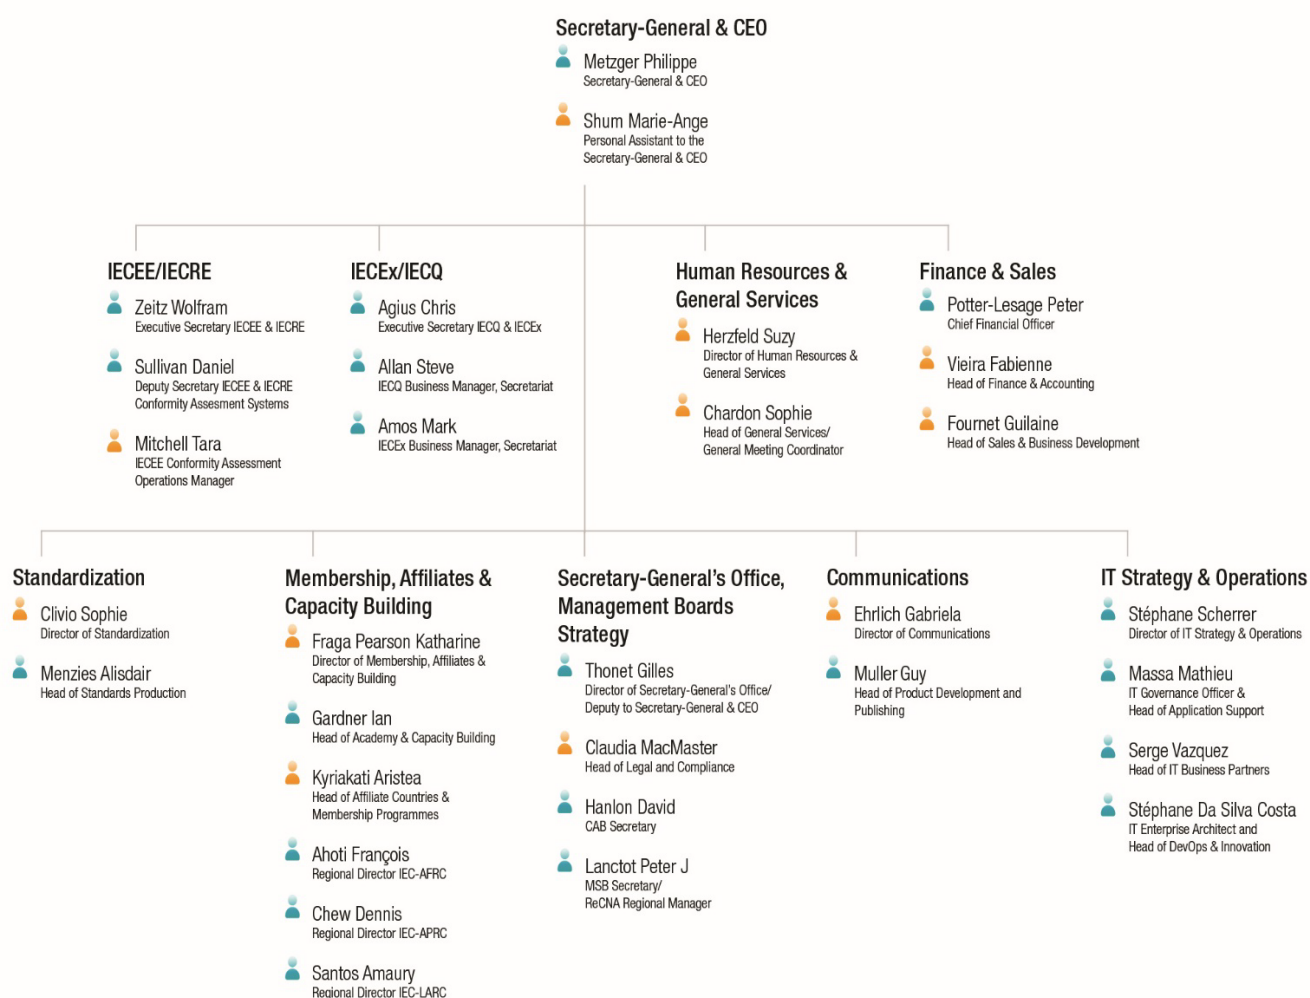 Secretary-General & CEO
Metzger Philippe
Secretary-General & CEO
Shum Marie-Ange
Personal Assistant to the
Secretary-General & CEO
IECEE/IECRE
Zeitz Wolfram
Executive Secretary IECEE & IECRE
Sullivan Daniel
Deputy Secretary IECEE & IECRE
Conformity Assesment Systems
Mitchell Tara
IECEE Conformity Assessment
Operations Manager
IECEx/IECQ
Agius Chris
Executive Secretary IECQ & IECEx
Allan Steve
IECQ Business Manager, Secretariat
Amos Mark
IECEx Business Manager, Secretariat
Human Resources &
General Services
Herzfeld Suzy
Director of Human Resources &
General Services
Chardon Sophie
Head of General Services/
General Meeting Coordinator
Finance & Sales
Potter-Lesage Peter
Chief Financial Officer
Vieira Fabienne
Head of Finance & Accounting
Fournet Guilaine
Head of Sales & Business Development
Standardization
Clivio Sophie
Director of Standardization
Menzies Alisdair
Head of Standards Production
Membership, Affiliates &
Capacity Building
Fraga Pearson Katharine
Director of Membership, Affiliates &
Capacity Building
Gardner Ian
Head of Academy & Capacity Building
Kyriakati Aristea
Head of Affiliate Countries &
Membership Programmes
Ahoti François
Regional Director IEC-AFRC
Chew Dennis
Regional Director IEC-APRC
Santos Amaury
Regional Director IEC-LARC
Secretary-General's Office,
Management Boards
Strategy
Thonet Gilles
Director of Secretary-General's Office/
Deputy to Secretary-General & CEO
Claudia MacMaster
Head of Legal and Compliance
Hanlon David
CAB Secretary
Lanctot Peter J
MSB Secretary/
ReCNA Regional Manager
Communications
Ehrlich Gabriela
Director of Communications
Muller Guy
Head of Product Development and
Publishing
IT Strategy & Operations
Stéphane Scherrer
Director of IT Strategy & Operations
Massa Mathieu
IT Governance Officer &
Head of Application Support
Serge Vazquez
Head of IT Business Partners
Stéphane Da Silva Costa
IT Enterprise Architect and
Head of DevOps & Innovation